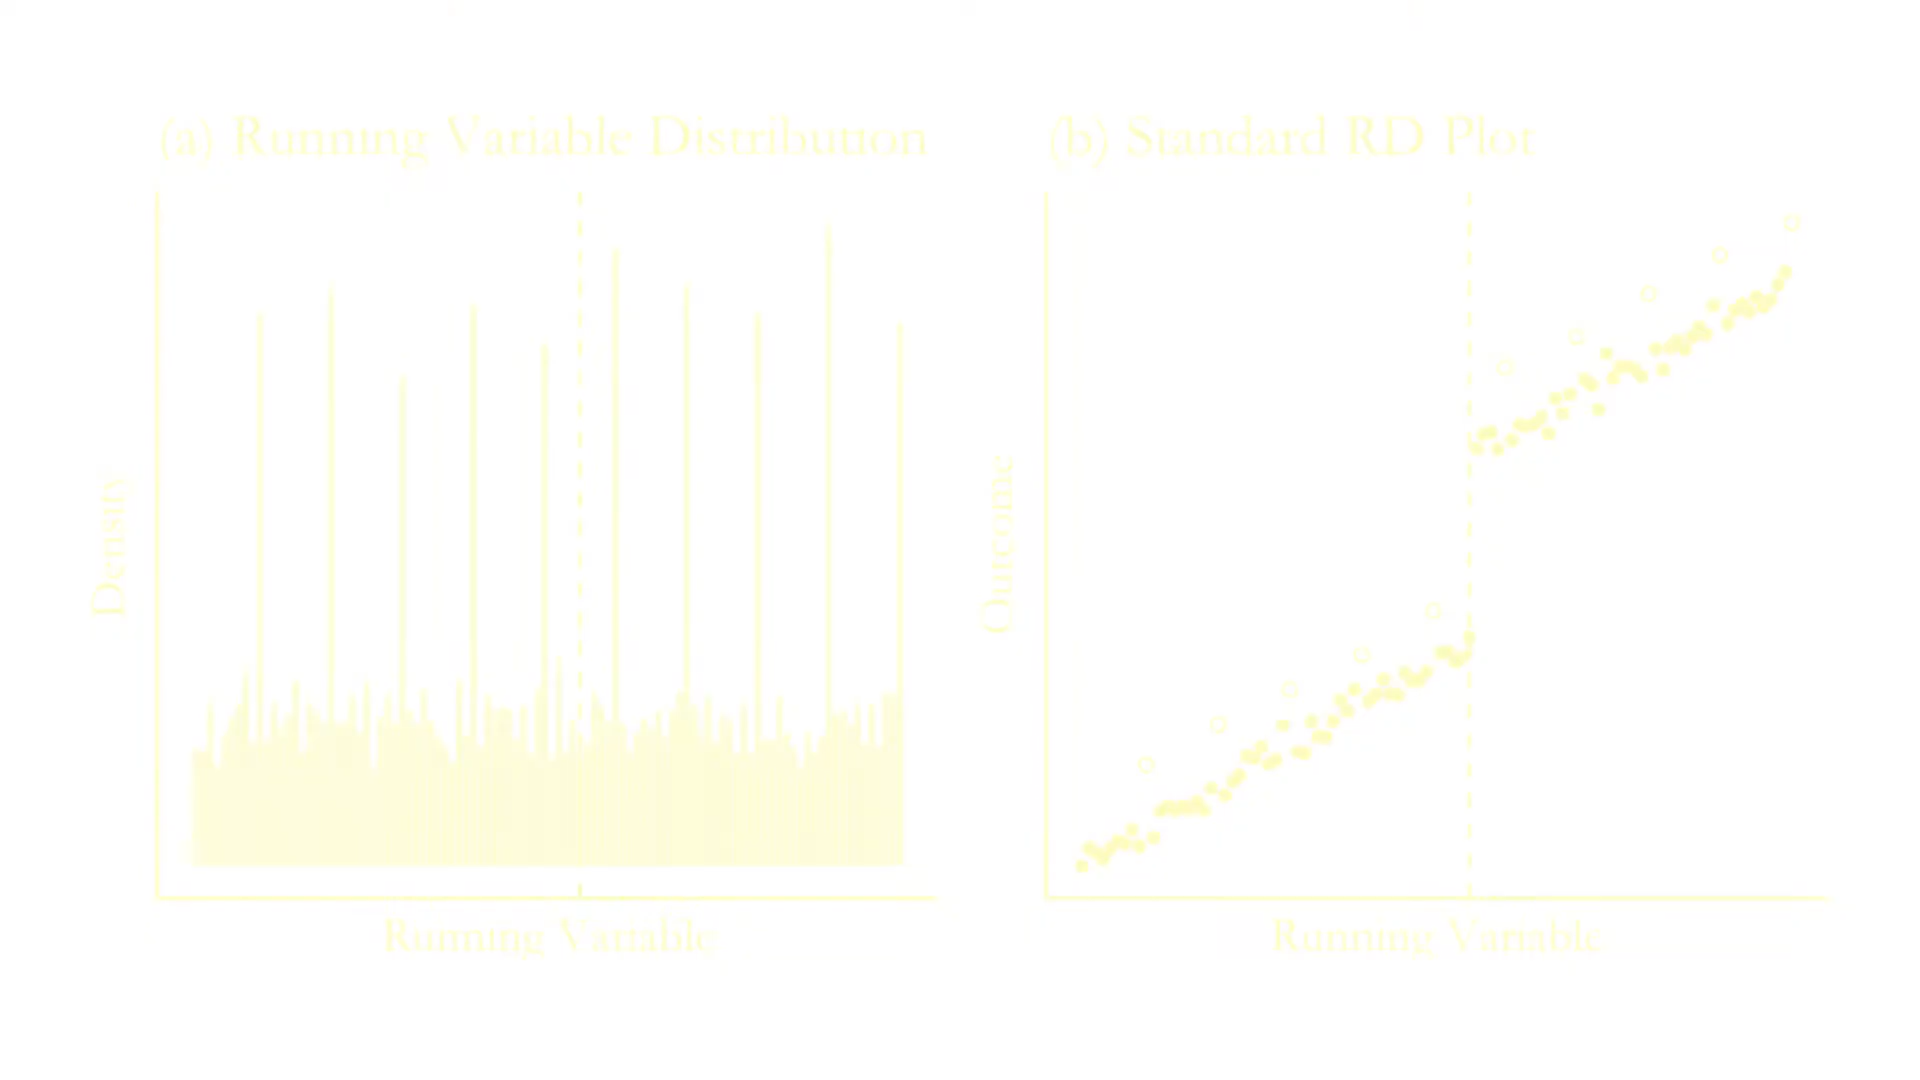 (a) Running Variable Distribution
(b) Standard RD Plot
Density
Outcome
Running Variable
Running Variable